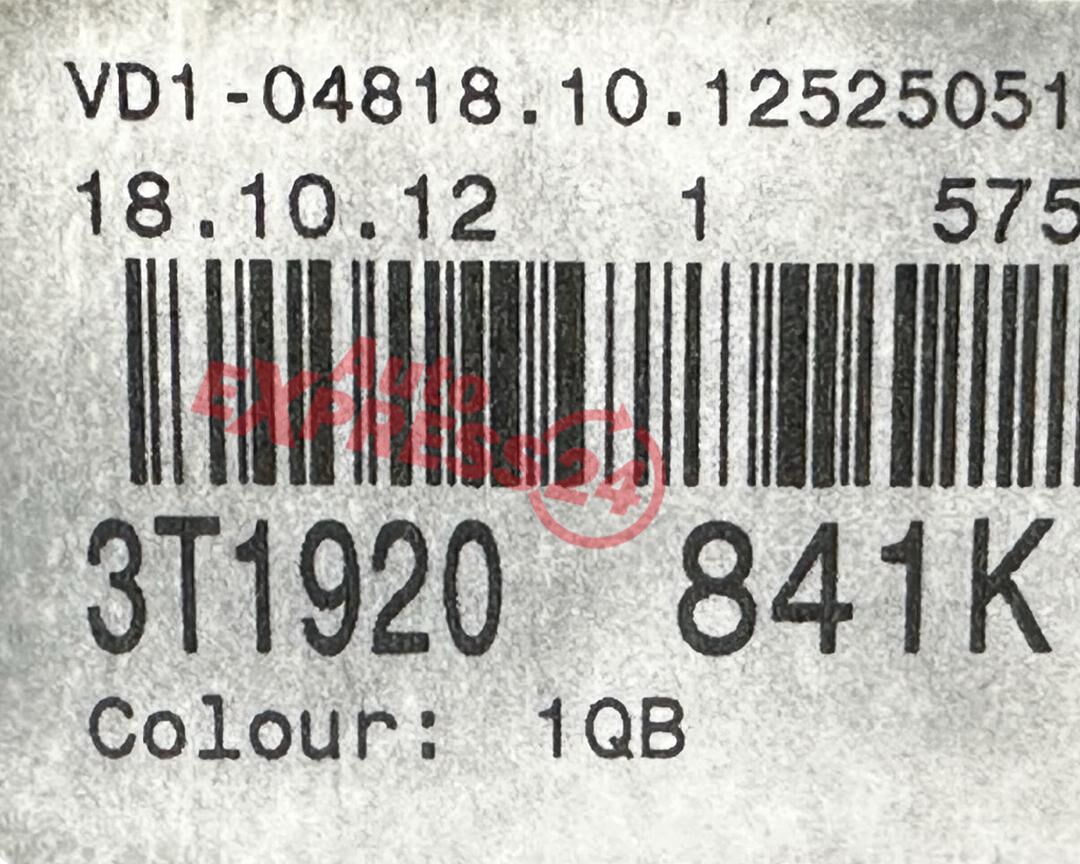 VD1-04818.10.12525051
18.10.12 1 575
Auto
EXPRESS24
3T1920 841K
Colour: 1QB